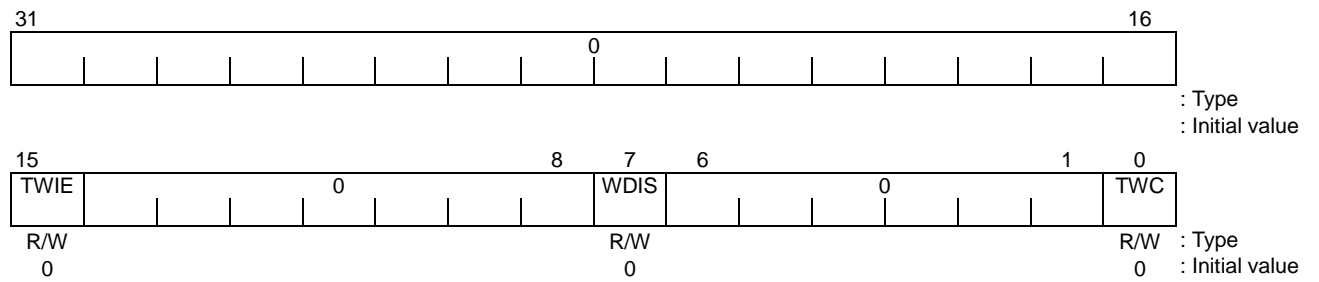 31 16
0
: Type
: Initial value
15 8 7 6 1 0
TWIE 0 WDIS 0 TWC
R/W R/W R/W : Type
0 0 0 : Initial value